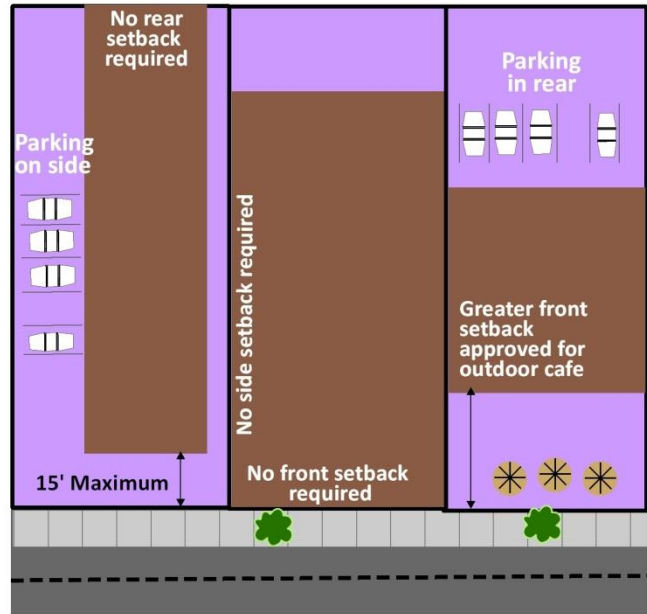 No rear
setback
required
Parking
on side
15' Maximum
No side setback required
No front setback
required
Parking
in rear
Greater front
setback
approved for
outdoor cafe